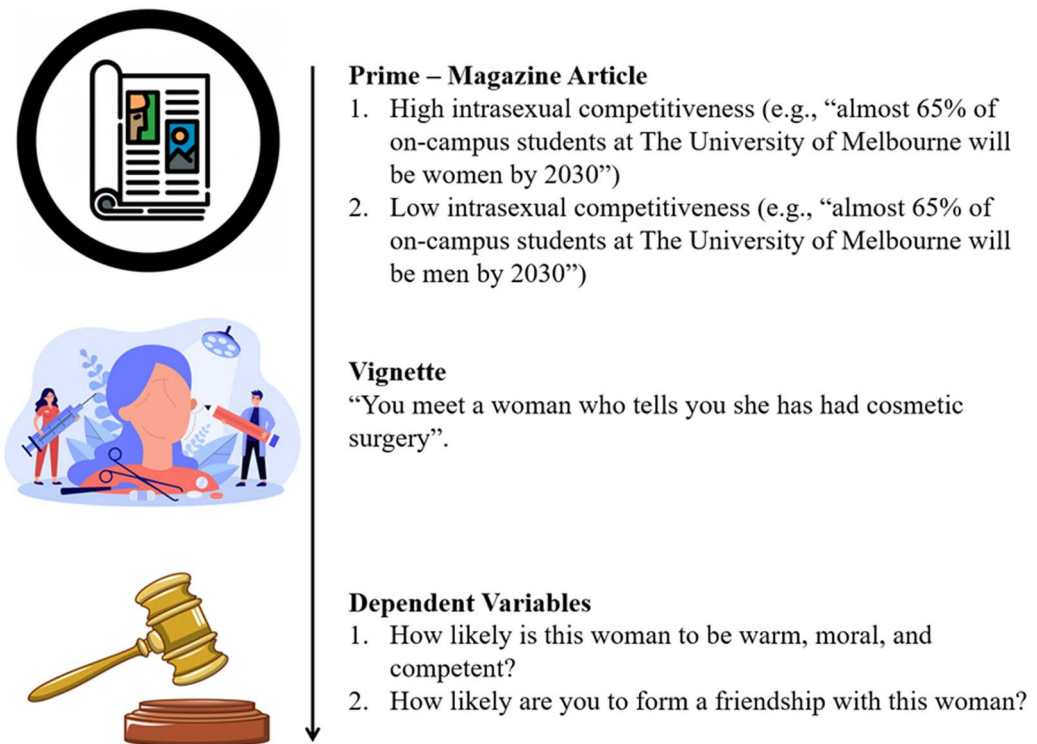 Prime – Magazine Article
1. High intrasexual competitiveness (e.g., “almost 65% of
on-campus students at The University of Melbourne will
be women by 2030”)
2. Low intrasexual competitiveness (e.g., “almost 65% of
on-campus students at The University of Melbourne will
be men by 2030”)
Vignette
“You meet a woman who tells you she has had cosmetic
surgery”.
Dependent Variables
1. How likely is this woman to be warm, moral, and
competent?
2. How likely are you to form a friendship with this woman?